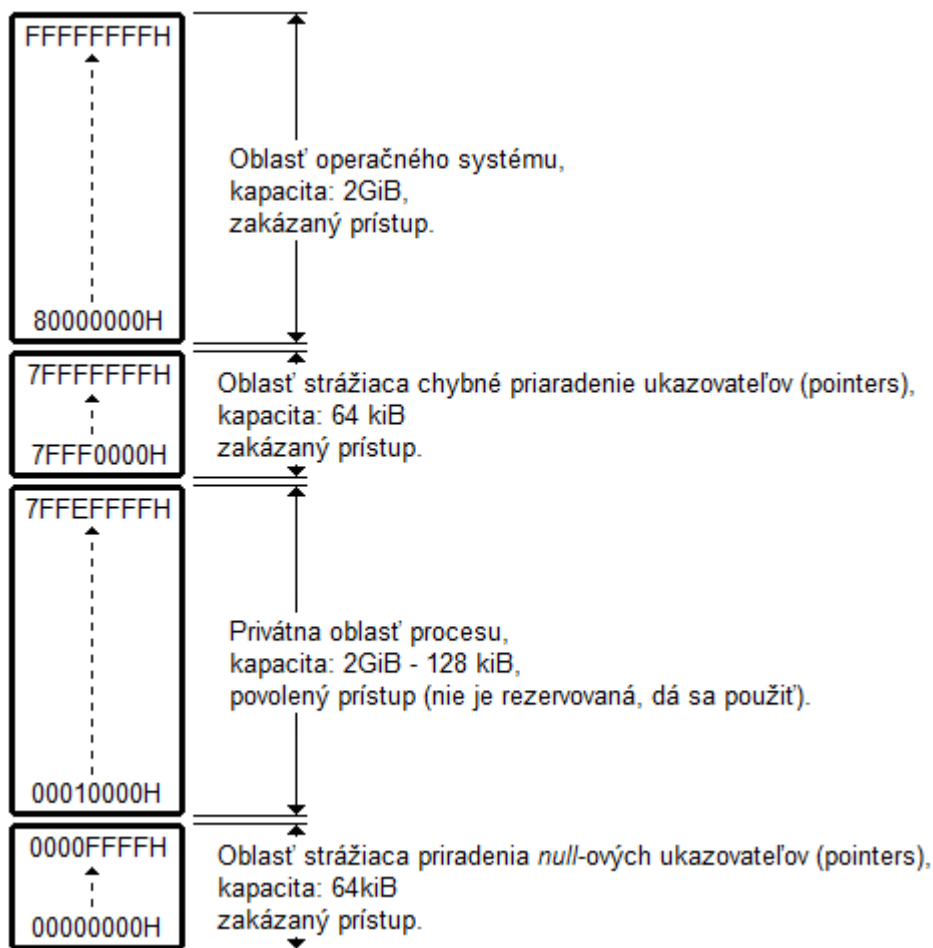 FFFFFFFFH
Oblasť operačného systému,
kapacita: 2GiB,
zakázaný prístup.
80000000H
7FFFFFFFH
Oblasť strážiaca chybné priaradenie ukazovateľov (pointers),
kapacita: 64 kiB
zakázaný prístup.
7FFF0000H
7FFEFFFFH
Privátna oblasť procesu,
kapacita: 2GiB - 128 kiB,
povolený prístup (nie je rezervovaná, dá sa použiť).
00010000H
0000FFFFH
Oblasť strážiaca priradenia null-ových ukazovateľov (pointers),
kapacita: 64kiB
zakázaný prístup.
00000000H